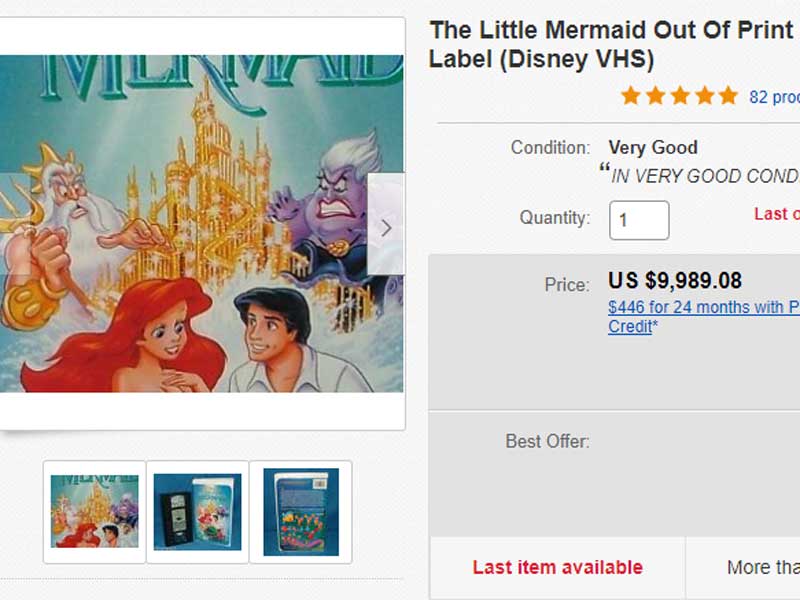 MERMAID
The Little Mermaid Out Of Print
Label (Disney VHS)
82
Condition: Very Good
“IN VERY GOOD COND
Quantity: 1
Last
Price: US $9,989.08
$446 for 24 months with P
Credit*
Best Offer:
Last item available
More tha